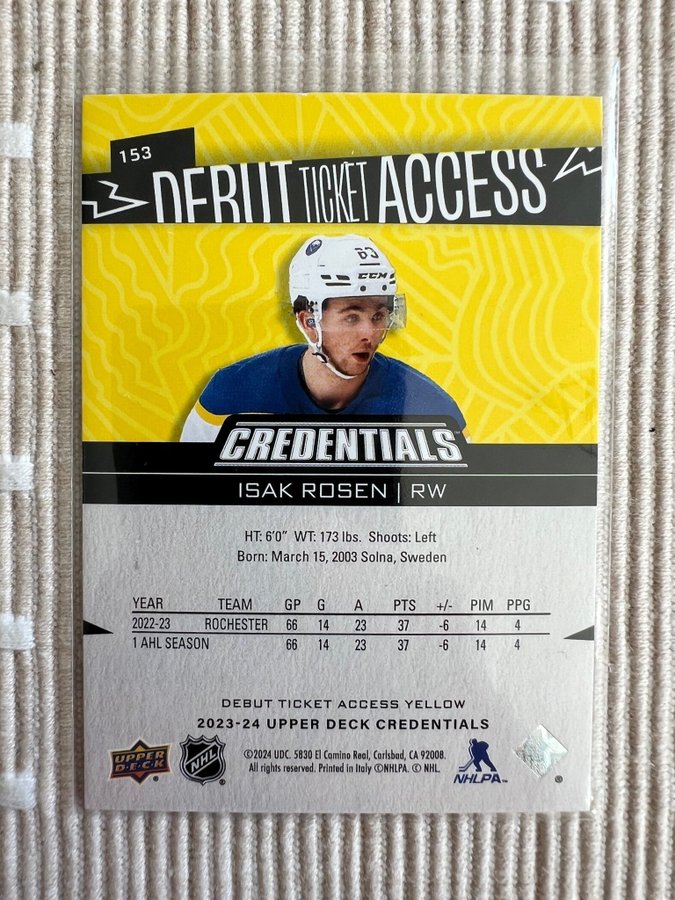 153
DEBUT TICKET ACCESS
63
CCM
CREDENTIALS
ISAK ROSEN | RW
HT: 6'0" WT: 173 lbs. Shoots: Left
Born: March 15, 2003 Solna, Sweden
YEAR TEAM GP G A PTS +/- PIM PPG
2022-23 ROCHESTER 66 14 23 37 -6 14 4
1 AHL SEASON 66 14 23 37 -6 14 4
DEBUT TICKET ACCESS YELLOW
2023-24 UPPER DECK CREDENTIALS
UPPER DECK NHL ©2024 UDC. 5830 El Camino Real, Carlsbad, CA 92008. NHLPA
All rights reserved. Printed in Italy ©NHLPA. © NHL.